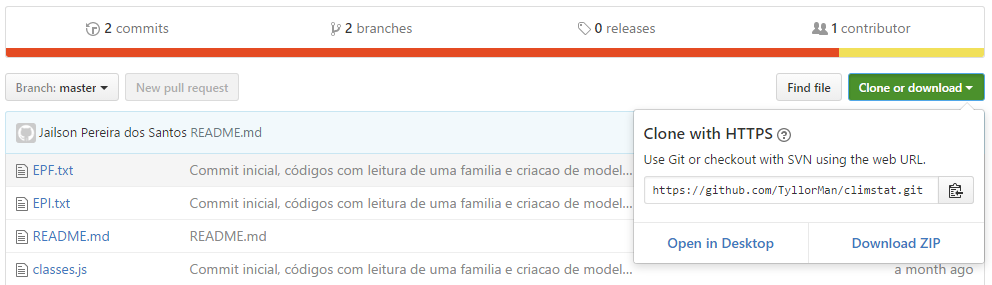 2 commits 2 branches 0 releases 1 contributor
Branch: master New pull request Find file Clone or download
Jailson Pereira dos Santos README.md
EPF.txt Commit inicial, códigos com leitura de uma familia e criacao de model...
EPI.txt Commit inicial, códigos com leitura de uma familia e criacao de model...
README.md README.md
classes.js Commit inicial, códigos com leitura de uma familia e criacao de model... a month ago
Clone with HTTPS ?
Use Git or checkout with SVN using the web URL.
https://github.com/TyllorMan/climstat.git
Open in Desktop Download ZIP